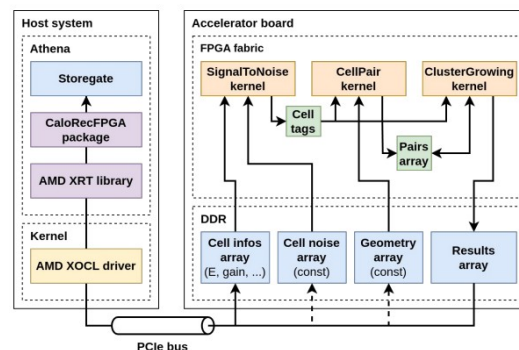 Host system
Athena
Storegate
CaloRecFPGA
package
AMD XRT library
Kernel
AMD XOCL driver
Accelerator board
FPGA fabric
SignalToNoise
kernel
CellPair
kernel
ClusterGrowing
kernel
Cell
tags
Pairs
array
DDR
Cell infos
array
(E, gain, ...)
Cell noise
array
(const)
Geometry
array
(const)
Results
array
PCIe bus